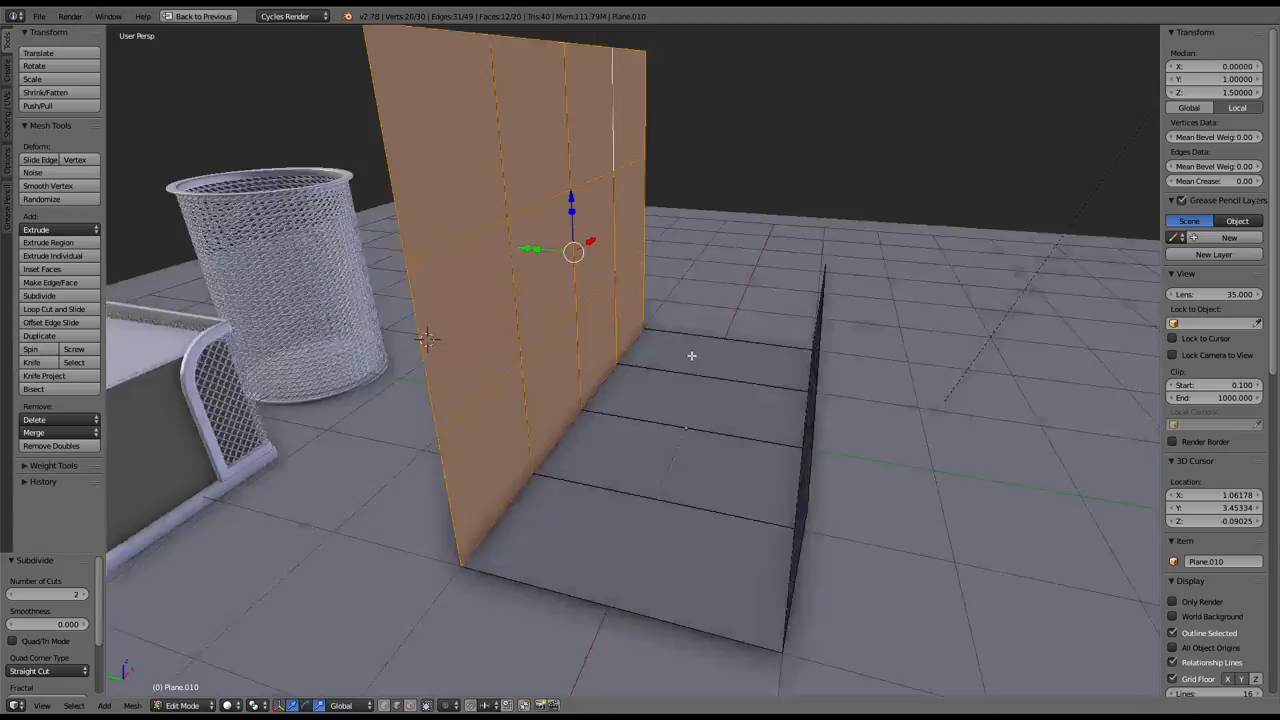 File Render Window Help Back to Previous Cycles Render v2.78 | Verts:20/26 | Edges:31/49 | Faces:12/20 | Tris:40 | Mem:111.79M | Plane.010
User Persp
Tools
Create
Shading / UVs
Options
Grease Pencil
Transform
Translate
Rotate
Scale
Shrink/Fatten
Push/Pull
Mesh Tools
Deform:
Slide Edge Vertex
Noise
Smooth Vertex
Randomize
Add:
Extrude
Extrude Region
Extrude Individual
Inset Faces
Make Edge/Face
Subdivide
Loop Cut and Slide
Offset Edge Slide
Duplicate
Spin Screw
Knife Select
Knife Project
Bisect
Remove:
Delete
Merge
Remove Doubles
Weight Tools
History
Subdivide
Number of Cuts
2
Smoothness
0.000
Quad/Tri Mode
Quad Corner Type
Straight Cut
Fractal
(0) Plane.010
View Select Add Mesh Edit Mode Global
Transform
Median:
X: 0.00000
Y: 1.00000
Z: 1.50000
Global Local
Vertices Data:
Mean Bevel Weig: 0.00
Edges Data:
Mean Bevel Weig: 0.00
Mean Crease: 0.00
Grease Pencil Layers
Scene Object
New
New Layer
View
Lens: 35.000
Lock to Object:
Lock to Cursor
Lock Camera to View
Clip:
Start: 0.100
End: 1000.000
Local Camera:
Render Border
3D Cursor
Location:
X: 1.06178
Y: 3.45334
Z: -0.09025
Item
Plane.010
Display
Only Render
World Background
Outline Selected
All Object Origins
Relationship Lines
Grid Floor X Y Z
Lines: 16